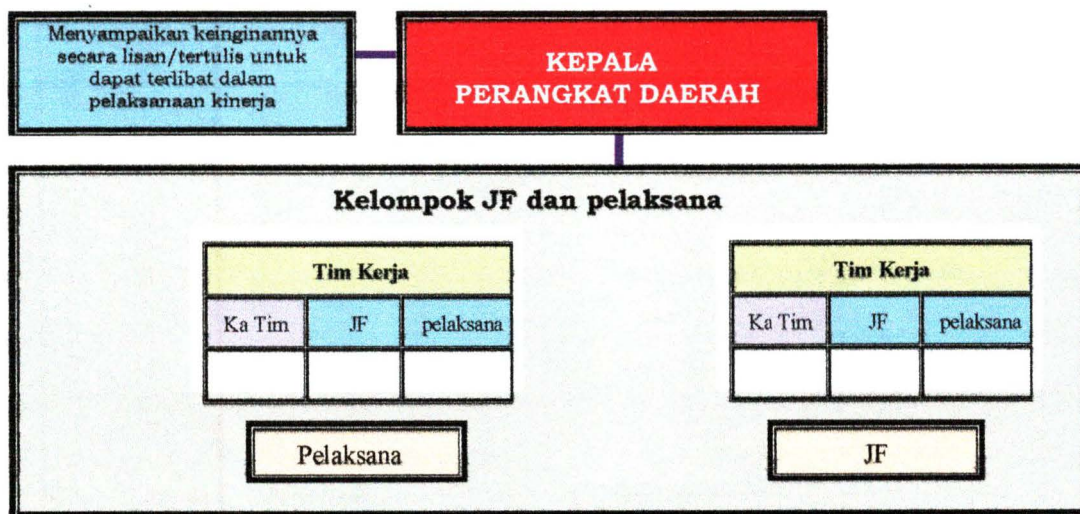 Menyampaikan keinginannya
secara lisan/tertulis untuk
dapat terlibat dalam
pelaksanaan kinerja
KEPALA
PERANGKAT DAERAH
Kelompok JF dan pelaksana
Tim Kerja
Ka Tim JF pelaksana
Pelaksana
Tim Kerja
Ka Tim JF pelaksana
JF